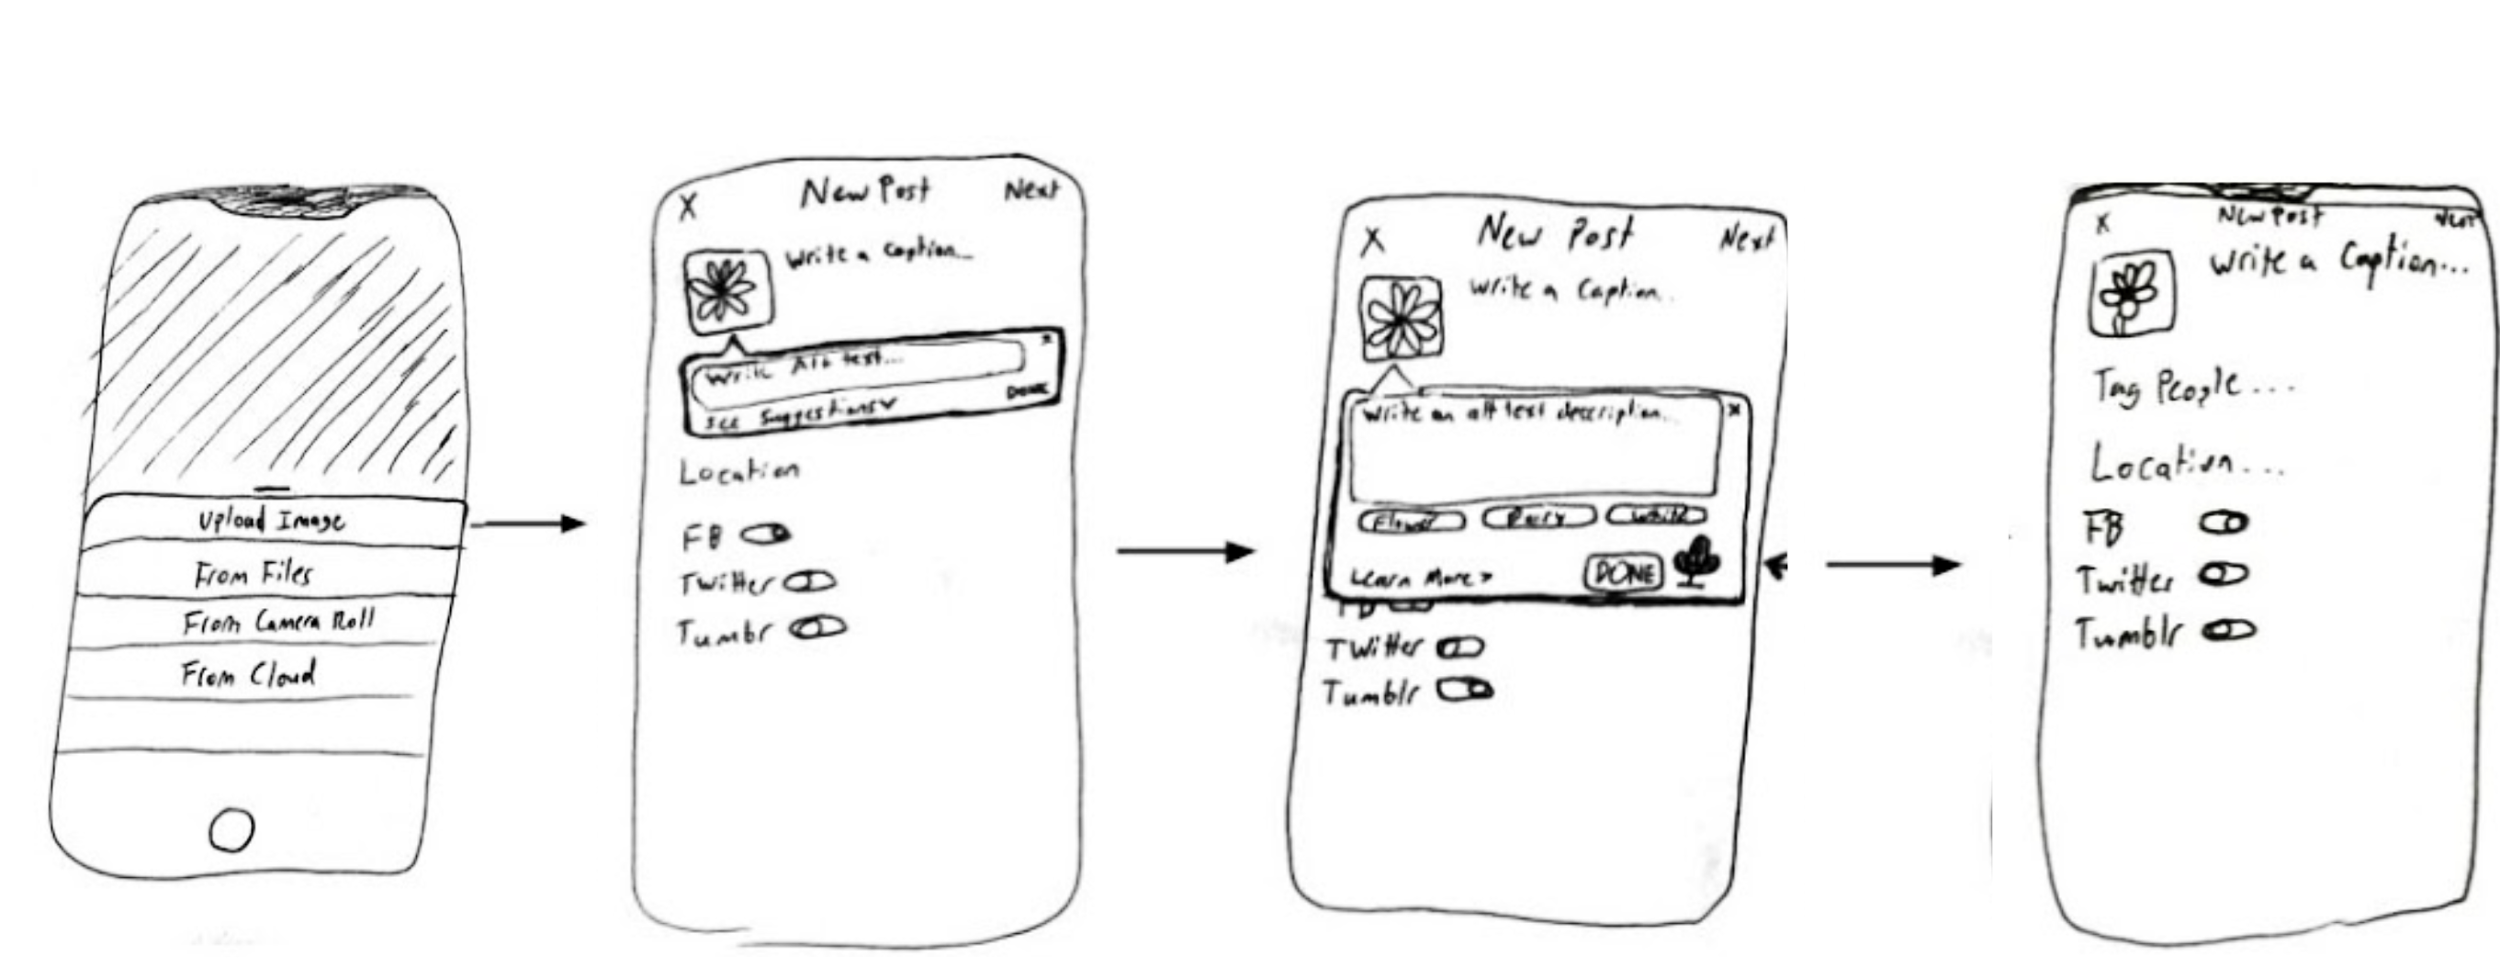 Upload Image
From Files
From Camera Roll
From Cloud
X New Post Next
Write a Caption...
Write Alt text... x
See Suggestions DONE
Location
FB
Twitter
Tumbr
X New Post Next
Write a Caption..
Write an alt text description... x
Flower White
Learn More > DONE
FB
Twitter
Tumblr
X New Post Next
Write a Caption...
Tag People....
Location...
FB
Twitter
Tumblr